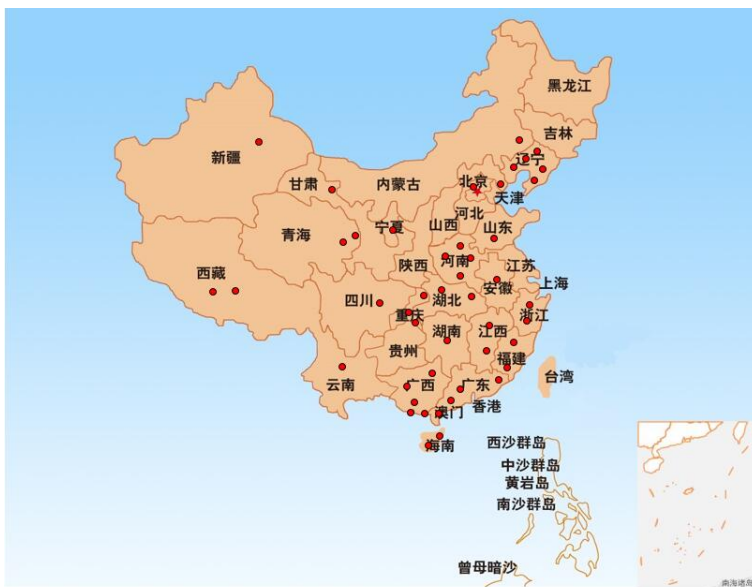 黑龙江
吉林
辽宁
新疆
甘肃
内蒙古
北京
天津
河北
宁夏
山西
山东
青海
河南
陕西
西藏
江苏
安徽
上海
四川
湖北
重庆
浙江
湖南
江西
贵州
福建
云南
广西
广东
台湾
香港
澳门
海南
西沙群岛
中沙群岛
黄岩岛
南沙群岛
曾母暗沙
南海诸岛